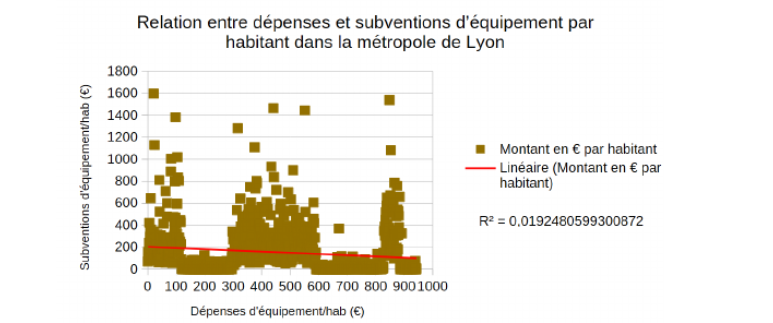 Relation entre dépenses et subventions d'équipement par
habitant dans la métropole de Lyon
Subventions d'équipement/hab (€)
1800
1600
1400
1200
1000
800
600
400
200
0
0 100 200 300 400 500 600 700 800 900 1000
Dépenses d'équipement/hab (€)
Montant en € par habitant
Linéaire (Montant en € par
habitant)
R² = 0,0192480599300872